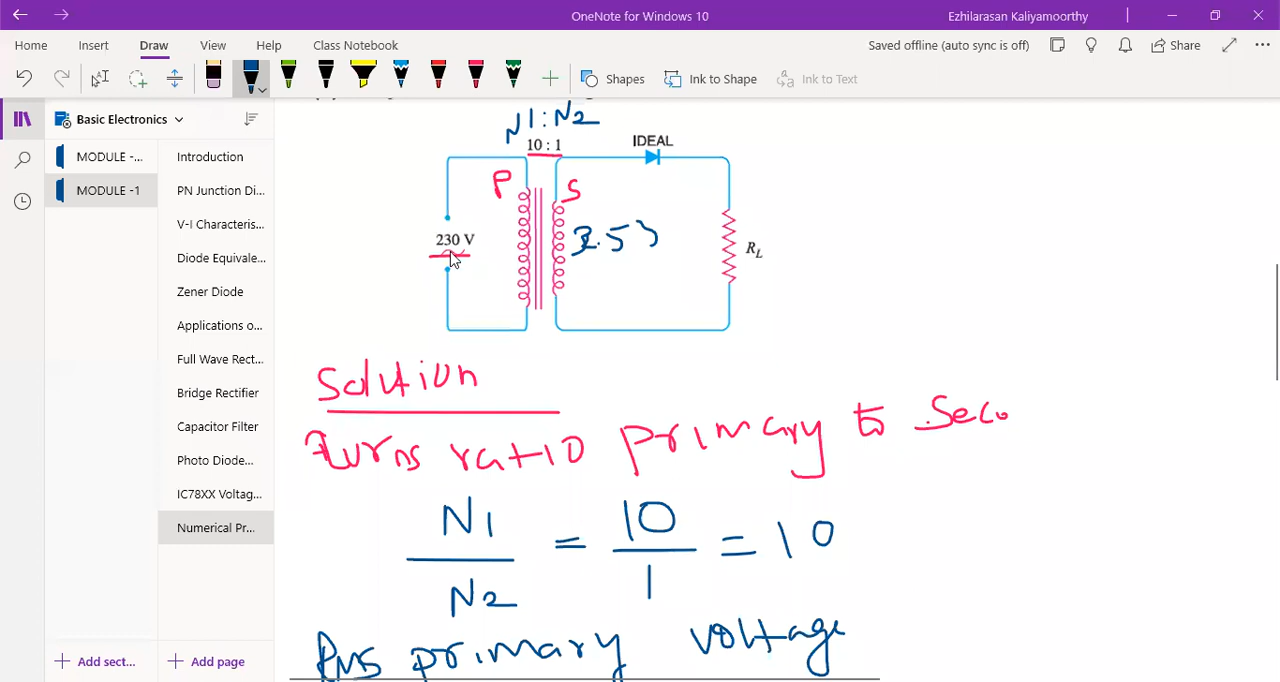 OneNote for Windows 10
Ezhilarasan Kaliyamoorthy
Home Insert Draw View Help Class Notebook
Saved offline (auto sync is off)
Share
Shapes
Ink to Shape
Ink to Text
Basic Electronics
MODULE -...
MODULE -1
Introduction
PN Junction Di...
V-I Characteris...
Diode Equivale...
Zener Diode
Applications o...
Full Wave Rect...
Bridge Rectifier
Capacitor Filter
Photo Diode...
IC78XX Voltag...
Numerical Pr...
Add sect...
Add page
N1:N2
10 : 1
IDEAL
P
S
230 V
RL
Solution
Turns ratio primary to Seco
N1/N2 = 10/1 = 10
Rms primary voltage